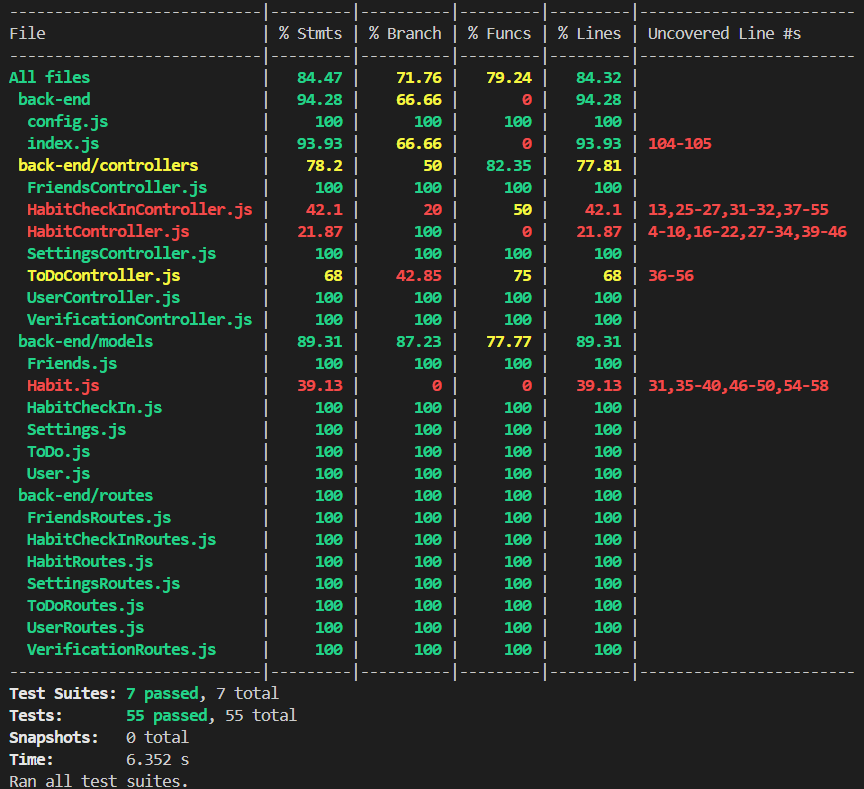 ----------------------------|---------|----------|---------|---------|------------------------
File                        | % Stmts | % Branch | % Funcs | % Lines | Uncovered Line #s
----------------------------|---------|----------|---------|---------|------------------------
All files                   |   84.47 |    71.76 |   79.24 |   84.32 |
 back-end                   |   94.28 |    66.66 |       0 |   94.28 |
  config.js                 |     100 |      100 |     100 |     100 |
  index.js                  |   93.93 |    66.66 |       0 |   93.93 | 104-105
 back-end/controllers       |    78.2 |       50 |   82.35 |   77.81 |
  FriendsController.js      |     100 |      100 |     100 |     100 |
  HabitCheckInController.js |    42.1 |       20 |      50 |    42.1 | 13,25-27,31-32,37-55
  HabitController.js        |   21.87 |      100 |       0 |   21.87 | 4-10,16-22,27-34,39-46
  SettingsController.js     |     100 |      100 |     100 |     100 |
  ToDoController.js         |      68 |    42.85 |      75 |      68 | 36-56
  UserController.js         |     100 |      100 |     100 |     100 |
  VerificationController.js |     100 |      100 |     100 |     100 |
 back-end/models            |   89.31 |    87.23 |   77.77 |   89.31 |
  Friends.js                |     100 |      100 |     100 |     100 |
  Habit.js                  |   39.13 |        0 |       0 |   39.13 | 31,35-40,46-50,54-58
  HabitCheckIn.js           |     100 |      100 |     100 |     100 |
  Settings.js               |     100 |      100 |     100 |     100 |
  ToDo.js                   |     100 |      100 |     100 |     100 |
  User.js                   |     100 |      100 |     100 |     100 |
 back-end/routes            |     100 |      100 |     100 |     100 |
  FriendsRoutes.js          |     100 |      100 |     100 |     100 |
  HabitCheckInRoutes.js     |     100 |      100 |     100 |     100 |
  HabitRoutes.js            |     100 |      100 |     100 |     100 |
  SettingsRoutes.js         |     100 |      100 |     100 |     100 |
  ToDoRoutes.js             |     100 |      100 |     100 |     100 |
  UserRoutes.js             |     100 |      100 |     100 |     100 |
  VerificationRoutes.js     |     100 |      100 |     100 |     100 |
----------------------------|---------|----------|---------|---------|------------------------
Test Suites: 7 passed, 7 total
Tests:       55 passed, 55 total
Snapshots:   0 total
Time:        6.352 s
Ran all test suites.